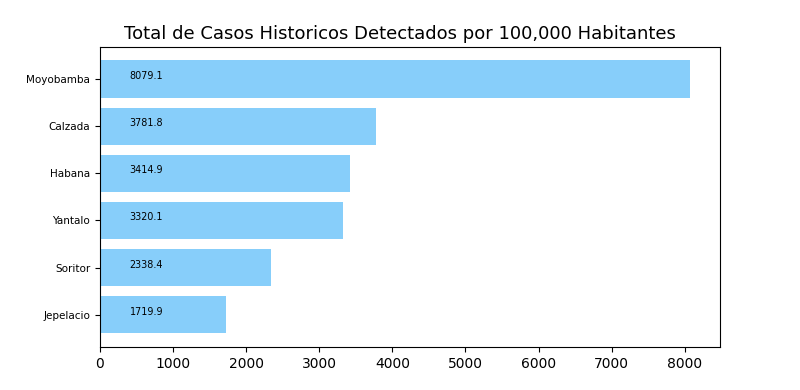 Total de Casos Historicos Detectados por 100,000 Habitantes
Moyobamba 8079.1
Calzada 3781.8
Habana 3414.9
Yantalo 3320.1
Soritor 2338.4
Jepelacio 1719.9
0 1000 2000 3000 4000 5000 6000 7000 8000